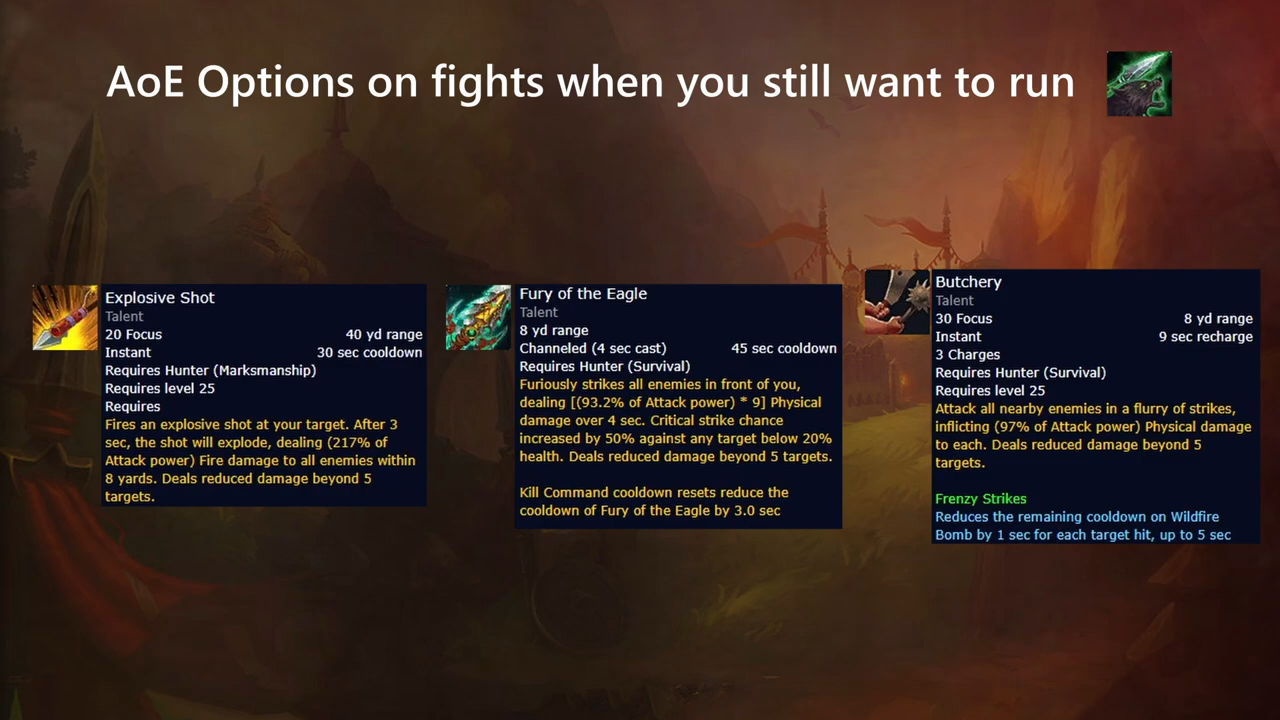 AoE Options on fights when you still want to run
Explosive Shot
Talent
20 Focus 40 yd range
Instant 30 sec cooldown
Requires Hunter (Marksmanship)
Requires level 25
Requires
Fires an explosive shot at your target. After 3
sec, the shot will explode, dealing (217% of
Attack power) Fire damage to all enemies within
8 yards. Deals reduced damage beyond 5
targets.
Fury of the Eagle
Talent
8 yd range
Channeled (4 sec cast) 45 sec cooldown
Requires Hunter (Survival)
Furiously strikes all enemies in front of you,
dealing [(93.2% of Attack power) * 9] Physical
damage over 4 sec. Critical strike chance
increased by 50% against any target below 20%
health. Deals reduced damage beyond 5 targets.
Kill Command cooldown resets reduce the
cooldown of Fury of the Eagle by 3.0 sec
Butchery
Talent
30 Focus 8 yd range
Instant 9 sec recharge
3 Charges
Requires Hunter (Survival)
Requires level 25
Attack all nearby enemies in a flurry of strikes,
inflicting (97% of Attack power) Physical damage
to each. Deals reduced damage beyond 5
targets.
Frenzy Strikes
Reduces the remaining cooldown on Wildfire
Bomb by 1 sec for each target hit, up to 5 sec